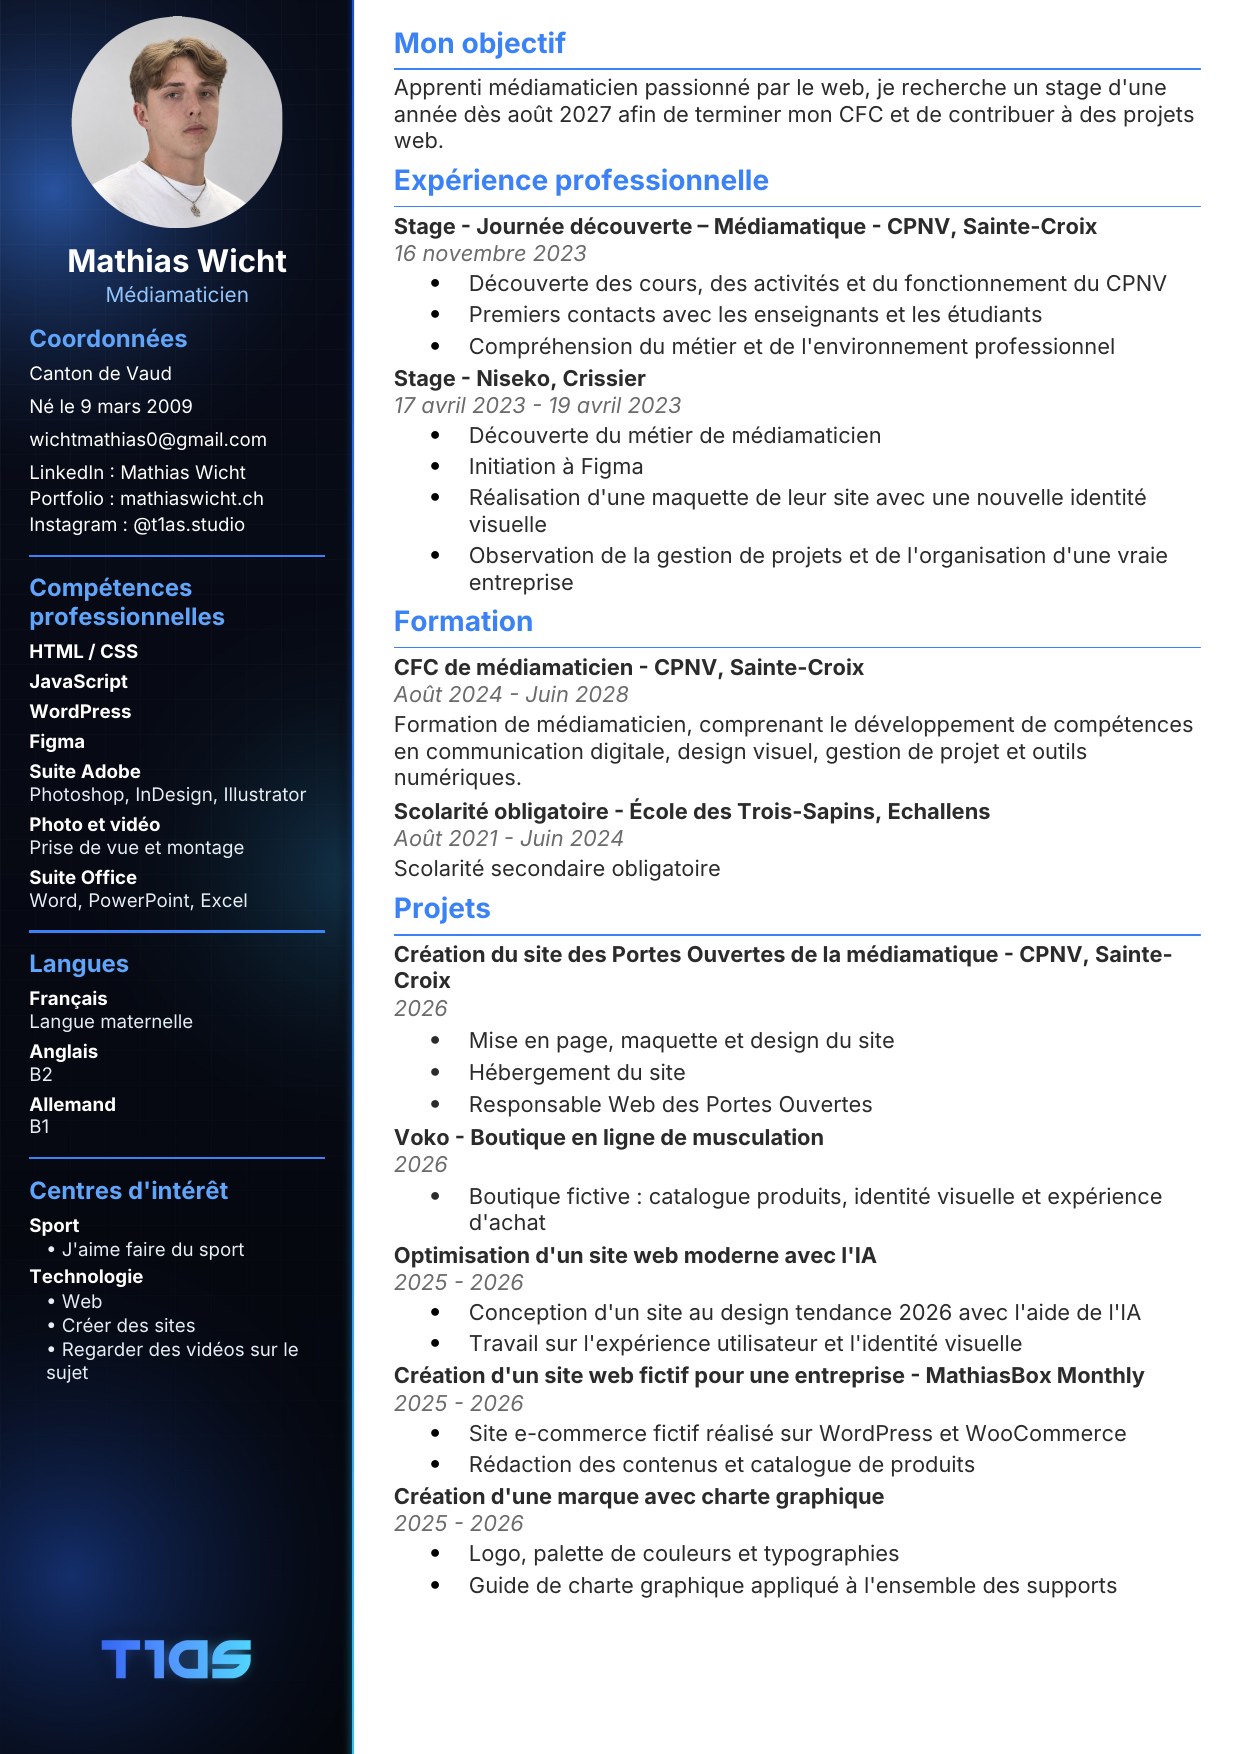 Mathias Wicht
Médiamaticien
Coordonnées
Canton de Vaud
Né le 9 mars 2009
wichtmathias0@gmail.com
LinkedIn : Mathias Wicht
Portfolio : mathiaswicht.ch
Instagram : @t1as.studio
Compétences
professionnelles
HTML / CSS
JavaScript
WordPress
Figma
Suite Adobe
Photoshop, InDesign, Illustrator
Photo et vidéo
Prise de vue et montage
Suite Office
Word, PowerPoint, Excel
Langues
Français
Langue maternelle
Anglais
B2
Allemand
B1
Centres d'intérêt
Sport
• J'aime faire du sport
Technologie
• Web
• Créer des sites
• Regarder des vidéos sur le
sujet
T1as
Mon objectif
Apprenti médiamaticien passionné par le web, je recherche un stage d'une
année dès août 2027 afin de terminer mon CFC et de contribuer à des projets
web.
Expérience professionnelle
Stage - Journée découverte – Médiamatique - CPNV, Sainte-Croix
16 novembre 2023
• Découverte des cours, des activités et du fonctionnement du CPNV
• Premiers contacts avec les enseignants et les étudiants
• Compréhension du métier et de l'environnement professionnel
Stage - Niseko, Crissier
17 avril 2023 - 19 avril 2023
• Découverte du métier de médiamaticien
• Initiation à Figma
• Réalisation d'une maquette de leur site avec une nouvelle identité
visuelle
• Observation de la gestion de projets et de l'organisation d'une vraie
entreprise
Formation
CFC de médiamaticien - CPNV, Sainte-Croix
Août 2024 - Juin 2028
Formation de médiamaticien, comprenant le développement de compétences
en communication digitale, design visuel, gestion de projet et outils
numériques.
Scolarité obligatoire - École des Trois-Sapins, Echallens
Août 2021 - Juin 2024
Scolarité secondaire obligatoire
Projets
Création du site des Portes Ouvertes de la médiamatique - CPNV, Sainte-
Croix
2026
• Mise en page, maquette et design du site
• Hébergement du site
• Responsable Web des Portes Ouvertes
Voko - Boutique en ligne de musculation
2026
• Boutique fictive : catalogue produits, identité visuelle et expérience
d'achat
Optimisation d'un site web moderne avec l'IA
2025 - 2026
• Conception d'un site au design tendance 2026 avec l'aide de l'IA
• Travail sur l'expérience utilisateur et l'identité visuelle
Création d'un site web fictif pour une entreprise - MathiasBox Monthly
2025 - 2026
• Site e-commerce fictif réalisé sur WordPress et WooCommerce
• Rédaction des contenus et catalogue de produits
Création d'une marque avec charte graphique
2025 - 2026
• Logo, palette de couleurs et typographies
• Guide de charte graphique appliqué à l'ensemble des supports